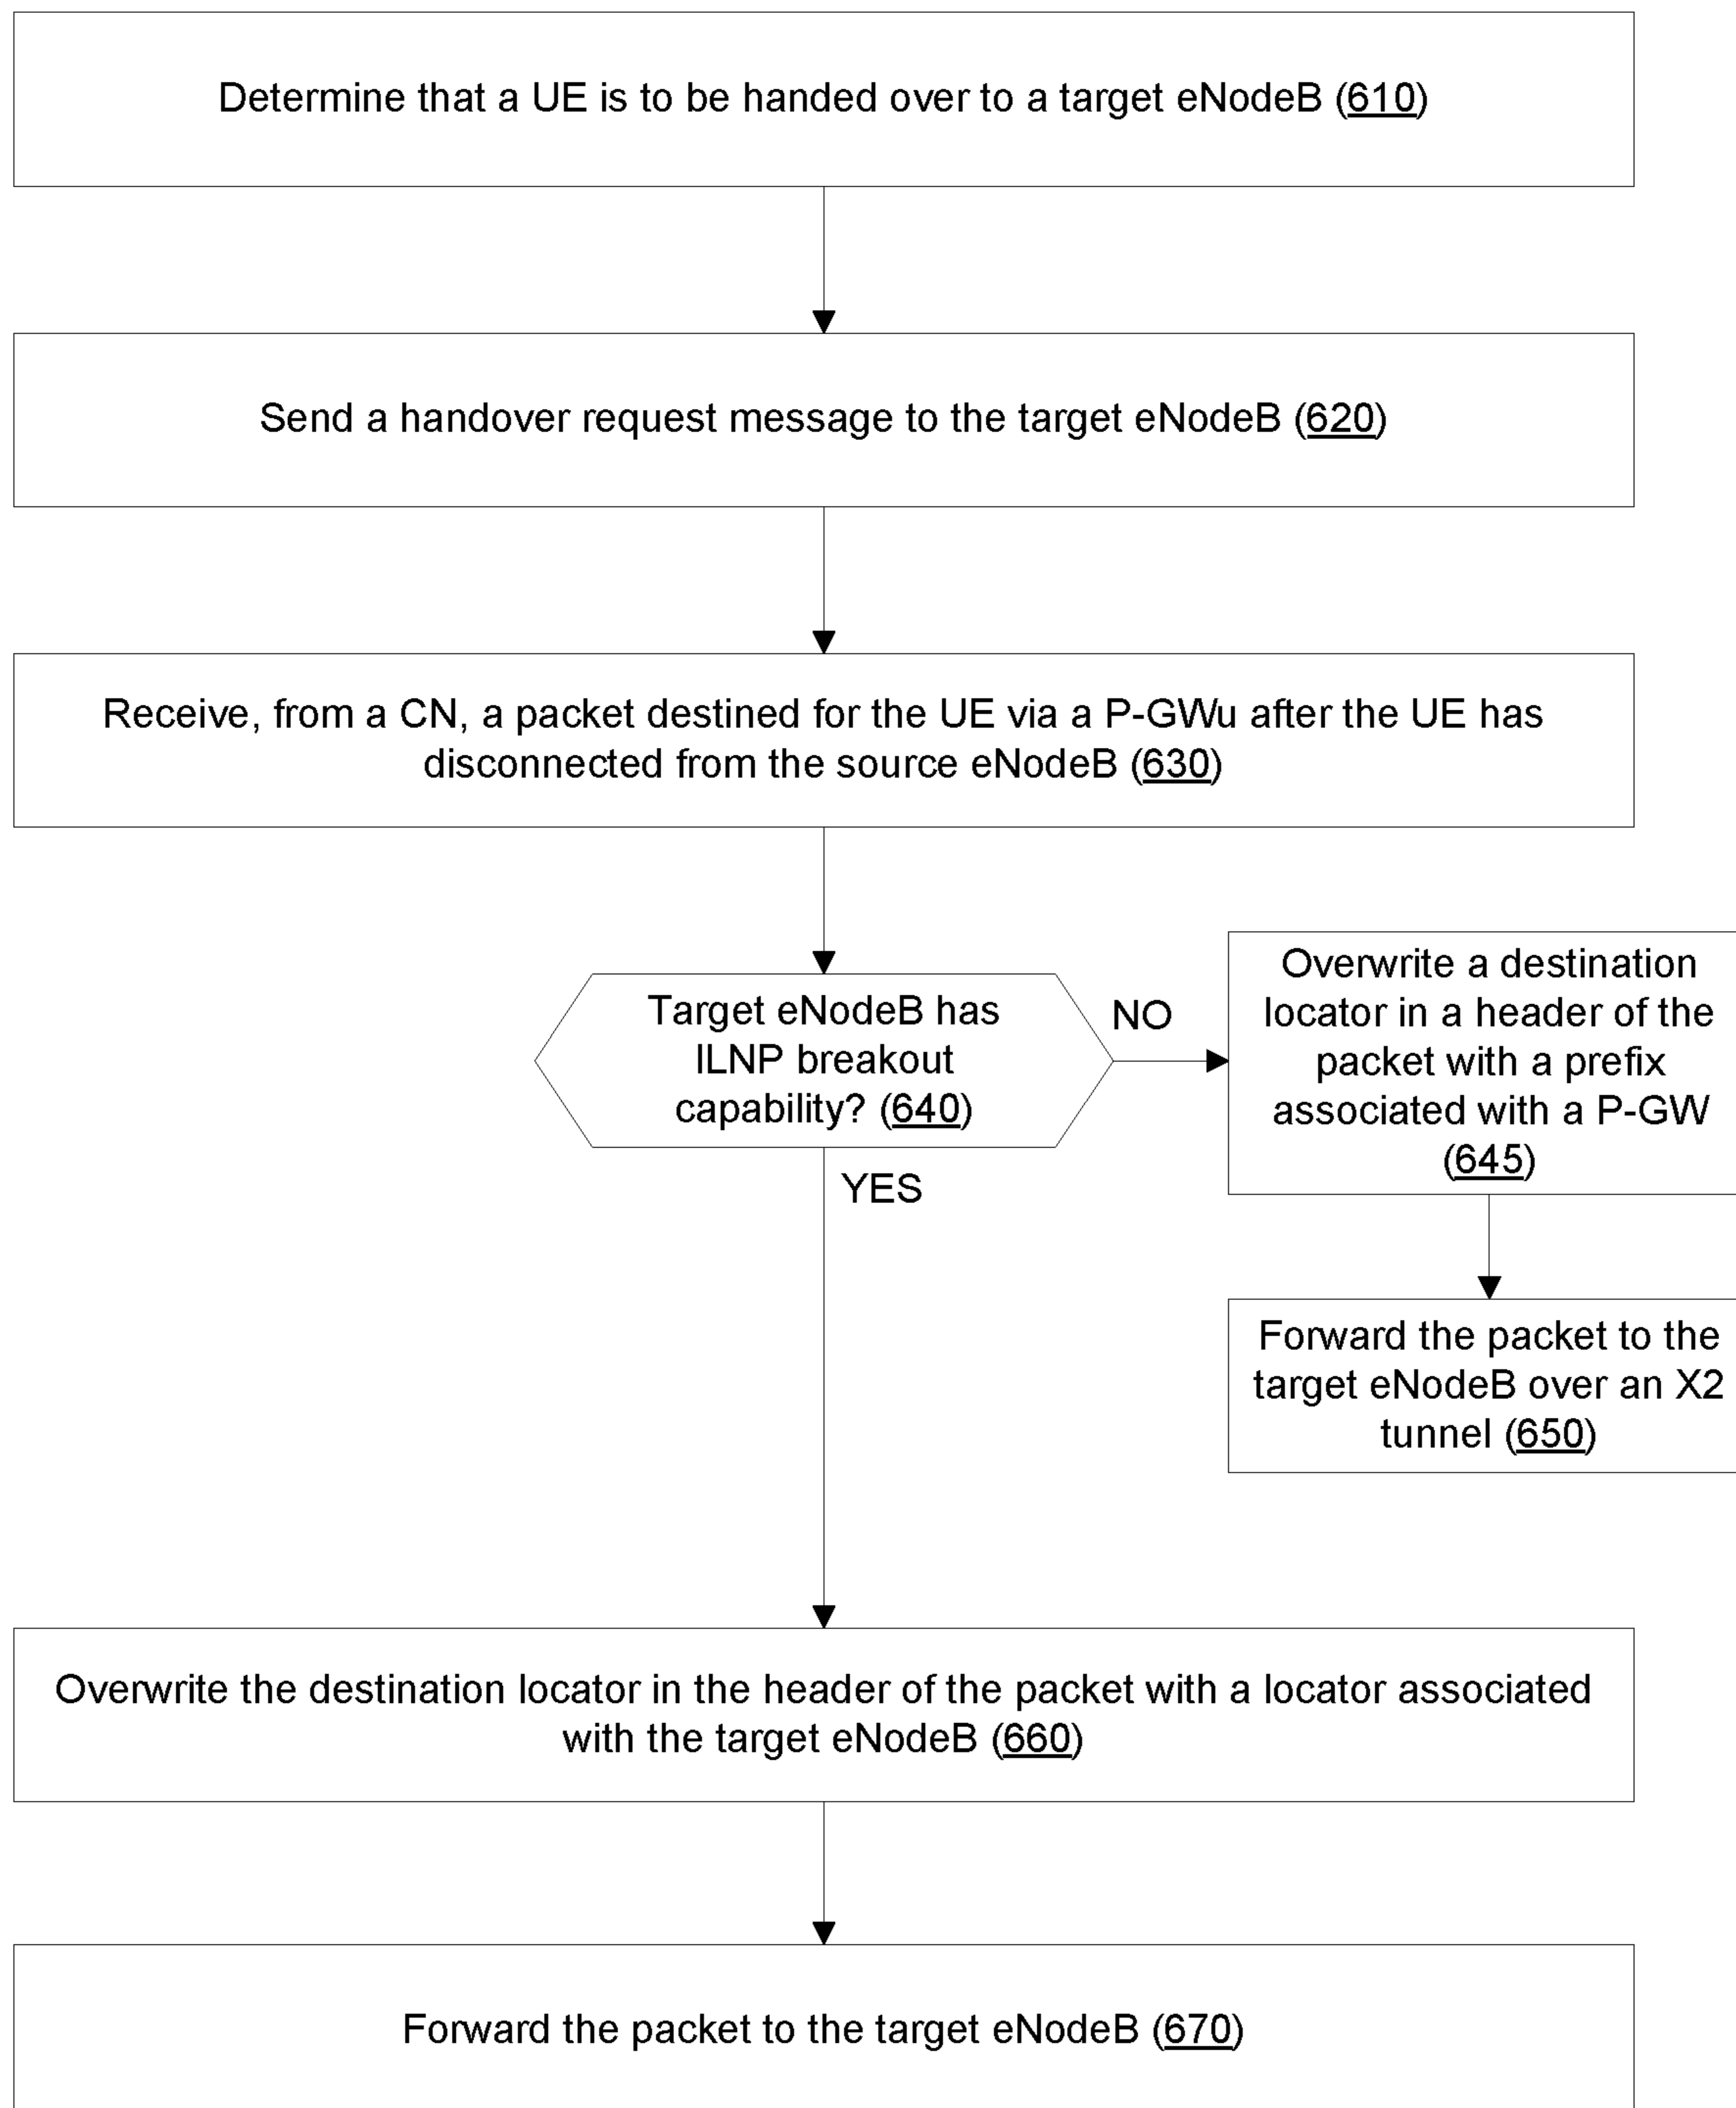 Determine that a UE is to be handed over to a target eNodeB (610)
Send a handover request message to the target eNodeB (620)
Receive, from a CN, a packet destined for the UE via a P-GWu after the UE has
disconnected from the source eNodeB (630)
Target eNodeB has
ILNP breakout
capability? (640)
NO
Overwrite a destination
locator in a header of the
packet with a prefix
associated with a P-GW
(645)
YES
Forward the packet to the
target eNodeB over an X2
tunnel (650)
Overwrite the destination locator in the header of the packet with a locator associated
with the target eNodeB (660)
Forward the packet to the target eNodeB (670)